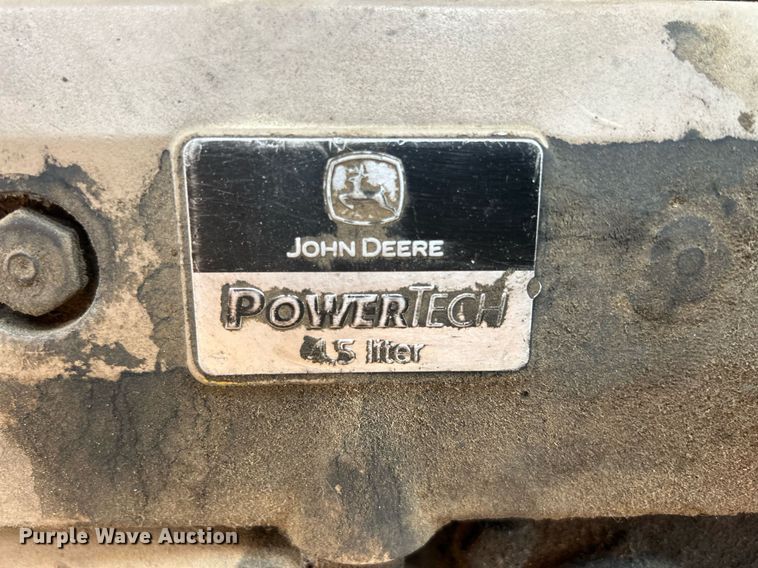 JOHN DEERE
POWERTECH
4.5 liter
Purple Wave Auction